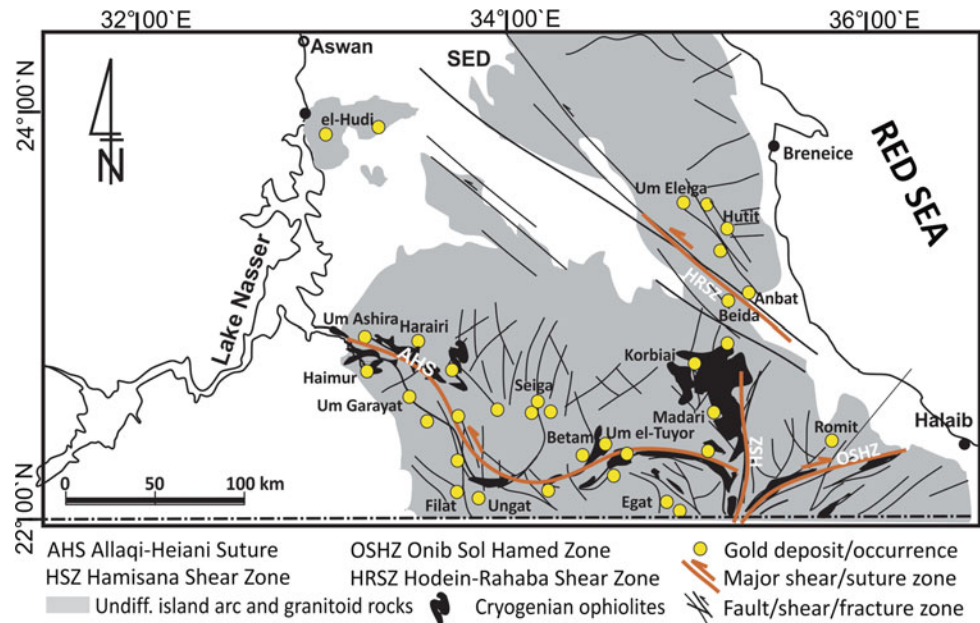 32°00`E 34°00`E 36°00`E
Aswan
SED
24°00`N
N
el-Hudi
Breneice
RED SEA
Um Eleiga
Hutit
Lake Nasser
HRSZ
Anbat
Beida
Um Ashira
Harairi
AHS
Korbiai
Haimur
Seiga
Um Garayat
Madari
Halaib
Romit
Betam
Um el-Tuyor
HSZ
OSHZ
0 50 100 km
Filat
Ungat
Egat
22°00`N
AHS Allaqi-Heiani Suture OSHZ Onib Sol Hamed Zone Gold deposit/occurrence
HSZ Hamisana Shear Zone HRSZ Hodein-Rahaba Shear Zone Major shear/suture zone
Undiff. island arc and granitoid rocks Cryogenian ophiolites Fault/shear/fracture zone